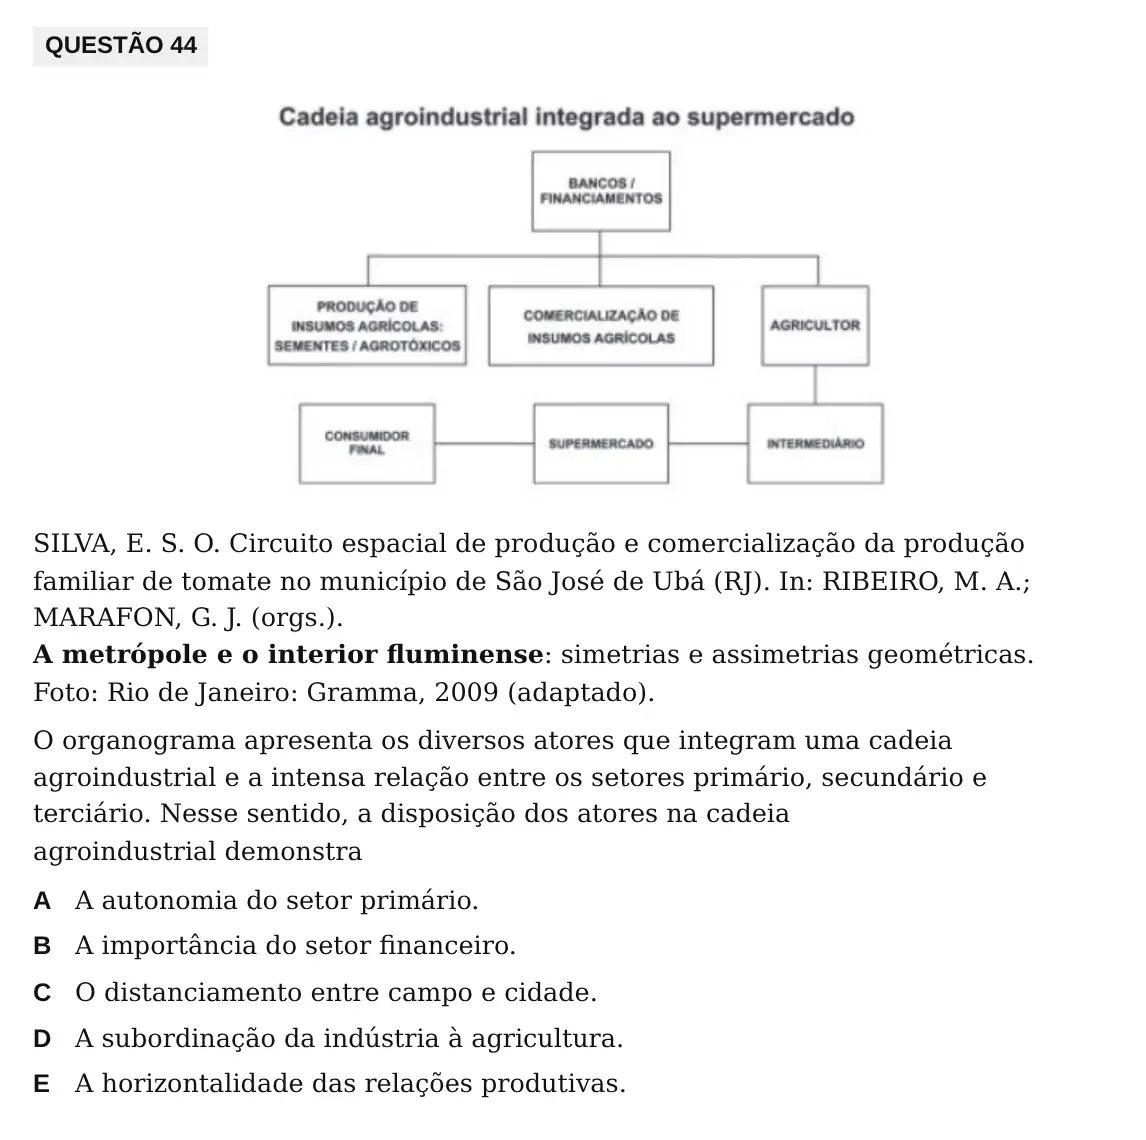 QUESTÃO 44
Cadeia agroindustrial integrada ao supermercado
BANCOS /
FINANCIAMENTOS
PRODUÇÃO DE
INSUMOS AGRÍCOLAS:
SEMENTES / AGROTÓXICOS
COMERCIALIZAÇÃO DE
INSUMOS AGRÍCOLAS
AGRICULTOR
CONSUMIDOR
FINAL
SUPERMERCADO
INTERMEDIÁRIO
SILVA, E. S. O. Circuito espacial de produção e comercialização da produção
familiar de tomate no município de São José de Ubá (RJ). In: RIBEIRO, M. A.;
MARAFON, G. J. (orgs.).
A metrópole e o interior fluminense: simetrias e assimetrias geométricas.
Foto: Rio de Janeiro: Gramma, 2009 (adaptado).
O organograma apresenta os diversos atores que integram uma cadeia
agroindustrial e a intensa relação entre os setores primário, secundário e
terciário. Nesse sentido, a disposição dos atores na cadeia
agroindustrial demonstra
A A autonomia do setor primário.
B A importância do setor financeiro.
C O distanciamento entre campo e cidade.
D A subordinação da indústria à agricultura.
E A horizontalidade das relações produtivas.